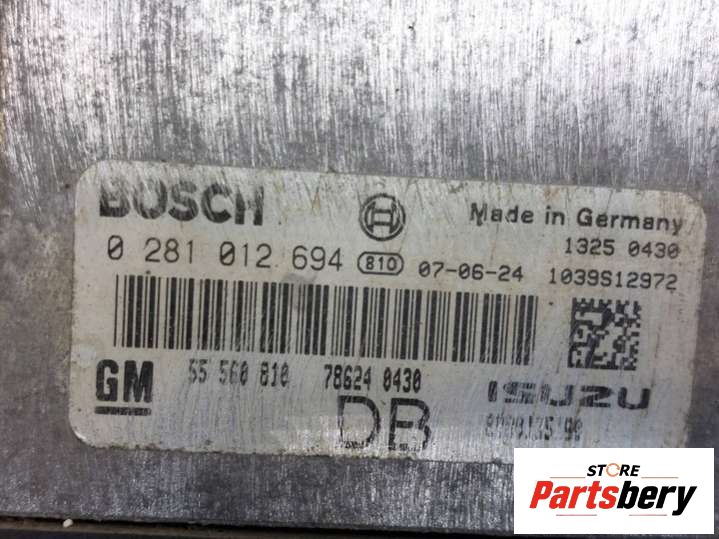 BOSCH
Made in Germany
1325 0430
0 281 012 694 810 07-06-24 1039S12972
GM 55 560 810 78624 0430 ISUZU
DB
STORE
Partsbery